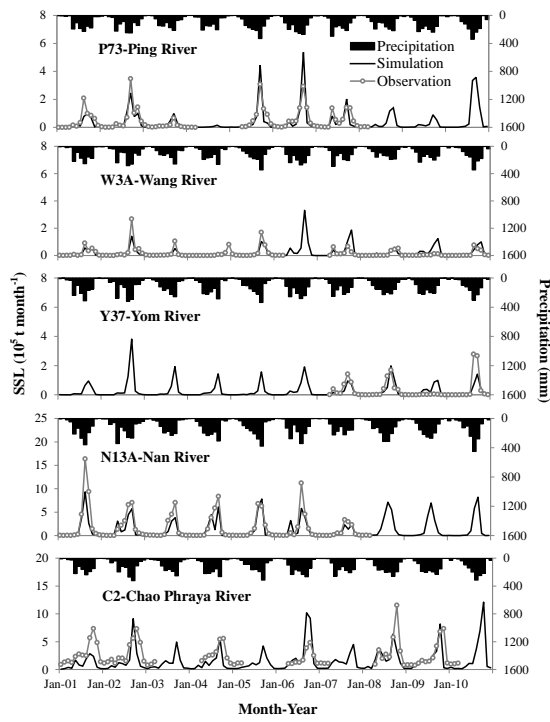 8 0
P73-Ping River
Precipitation
6 400
Simulation
Observation
4 800
2 1200
0 1600
8 0
W3A-Wang River
6 400
4 800
2 1200
0 1600
8 0
Y37-Yom River
6 400
4 800
2 1200
0 1600
SSL (10⁵ t month⁻¹)
Precipitation (mm)
25 0
20 400
N13A-Nan River
15 800
10
5 1200
0 1600
20 0
15 400
C2-Chao Phraya River
10 800
5 1200
0 1600
Jan-01 Jan-02 Jan-03 Jan-04 Jan-05 Jan-06 Jan-07 Jan-08 Jan-09 Jan-10
Month-Year